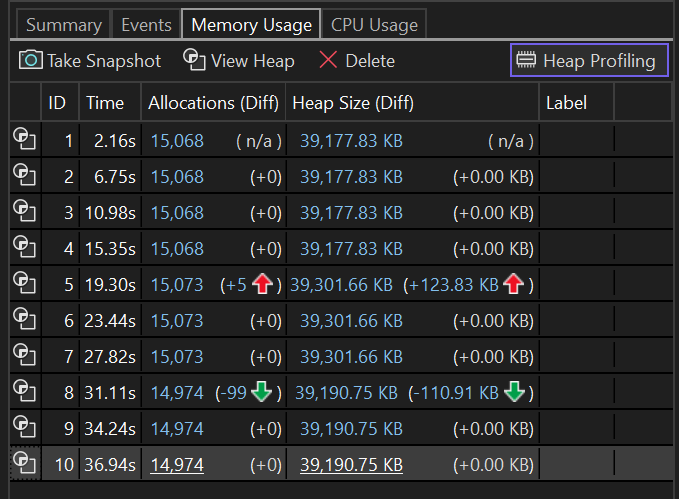 Summary Events Memory Usage CPU Usage
Take Snapshot View Heap Delete Heap Profiling
ID Time Allocations (Diff) Heap Size (Diff) Label
1 2.16s 15,068 ( n/a ) 39,177.83 KB ( n/a )
2 6.75s 15,068 (+0) 39,177.83 KB (+0.00 KB)
3 10.98s 15,068 (+0) 39,177.83 KB (+0.00 KB)
4 15.35s 15,068 (+0) 39,177.83 KB (+0.00 KB)
5 19.30s 15,073 (+5 ) 39,301.66 KB (+123.83 KB )
6 23.44s 15,073 (+0) 39,301.66 KB (+0.00 KB)
7 27.82s 15,073 (+0) 39,301.66 KB (+0.00 KB)
8 31.11s 14,974 (-99 ) 39,190.75 KB (-110.91 KB )
9 34.24s 14,974 (+0) 39,190.75 KB (+0.00 KB)
10 36.94s 14,974 (+0) 39,190.75 KB (+0.00 KB)